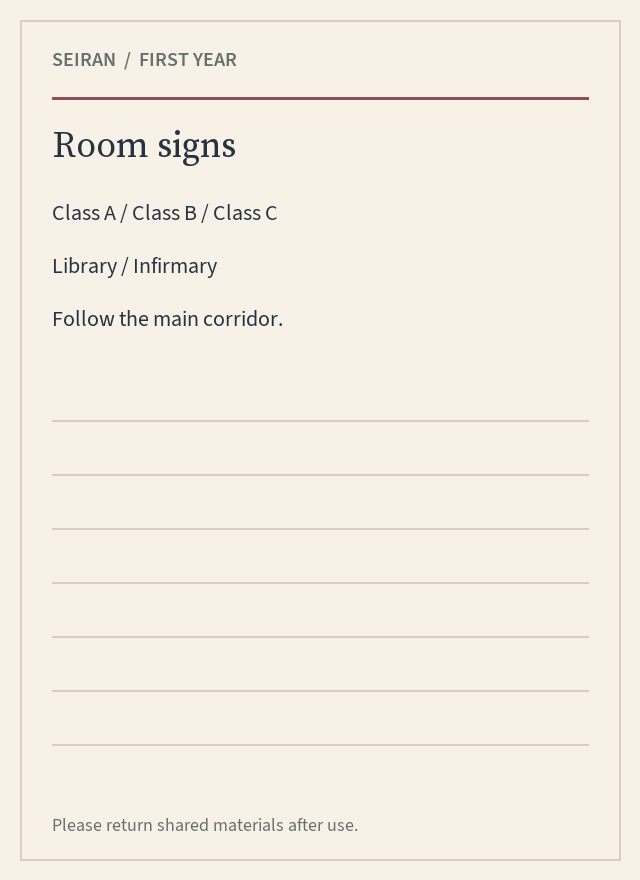 SEIRAN / FIRST YEAR
Room signs
Class A / Class B / Class C
Library / Infirmary
Follow the main corridor.
Please return shared materials after use.